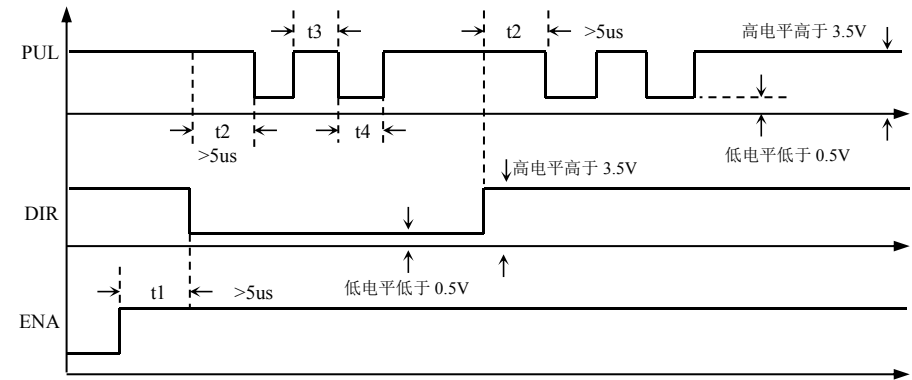 t3
t2
>5us
高电平高于 3.5V
PUL
t2
>5us
t4
低电平低于 0.5V
高电平高于 3.5V
DIR
低电平低于 0.5V
t1
>5us
ENA